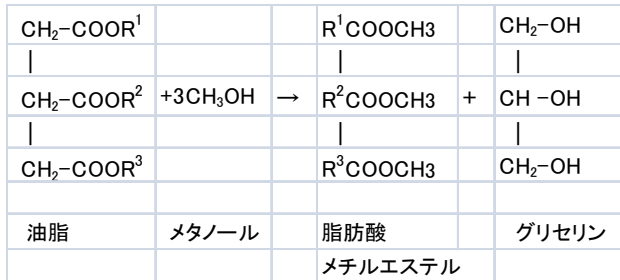 CH₂-COOR¹ R¹COOCH3 CH₂-OH
| | |
CH₂-COOR² +3CH₃OH → R²COOCH3 + CH -OH
| | |
CH₂-COOR³ R³COOCH3 CH₂-OH
油脂 メタノール 脂肪酸 グリセリン
メチルエステル